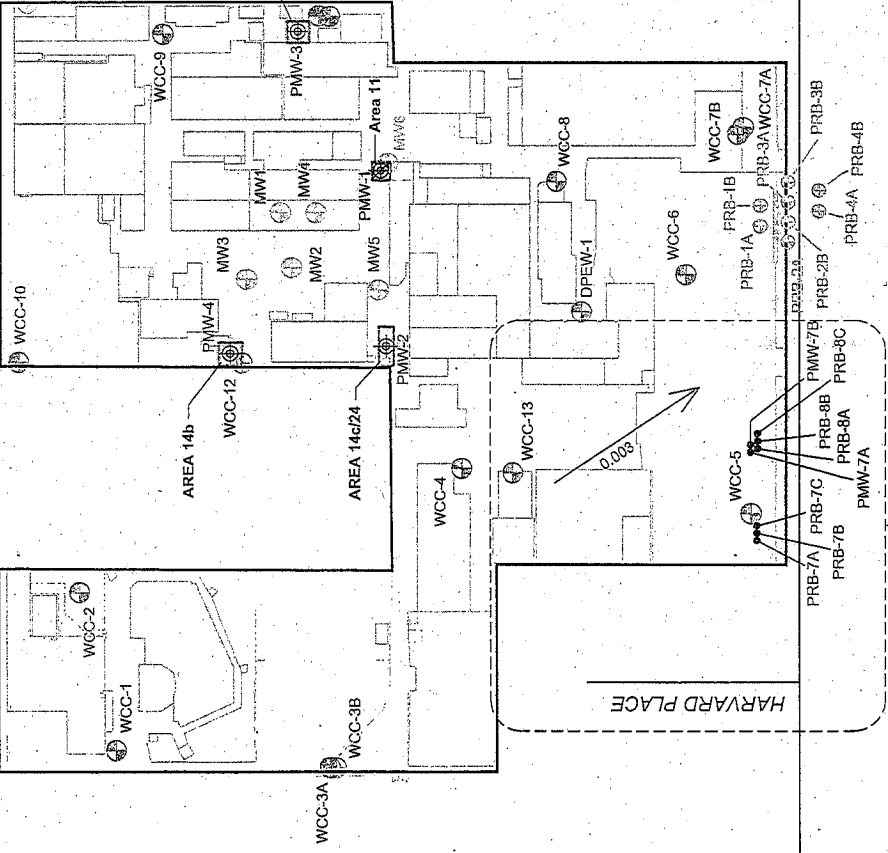 WCC-10
WCC-9
PMW-3
Area 11
MW6
PMW-1
MW1
MW4
MW3
MW2
MW5
PMW-4
WCC-12
AREA 14b
PMW-2
AREA 14c/24
WCC-2
WCC-1
WCC-3B
WCC-3A
WCC-4
WCC-13
0.003
WCC-8
DPEW-1
WCC-6
WCC-7B
WCC-7A
PRB-1B
PRB-1A
PRB-3A
PRB-3B
PRB-4B
PRB-4A
PRB-2B
PRB-2A
PMW-7B
PRB-8C
PRB-8B
PRB-8A
PMW-7A
WCC-5
PRB-7C
PRB-7B
PRB-7A
HARVARD PLACE